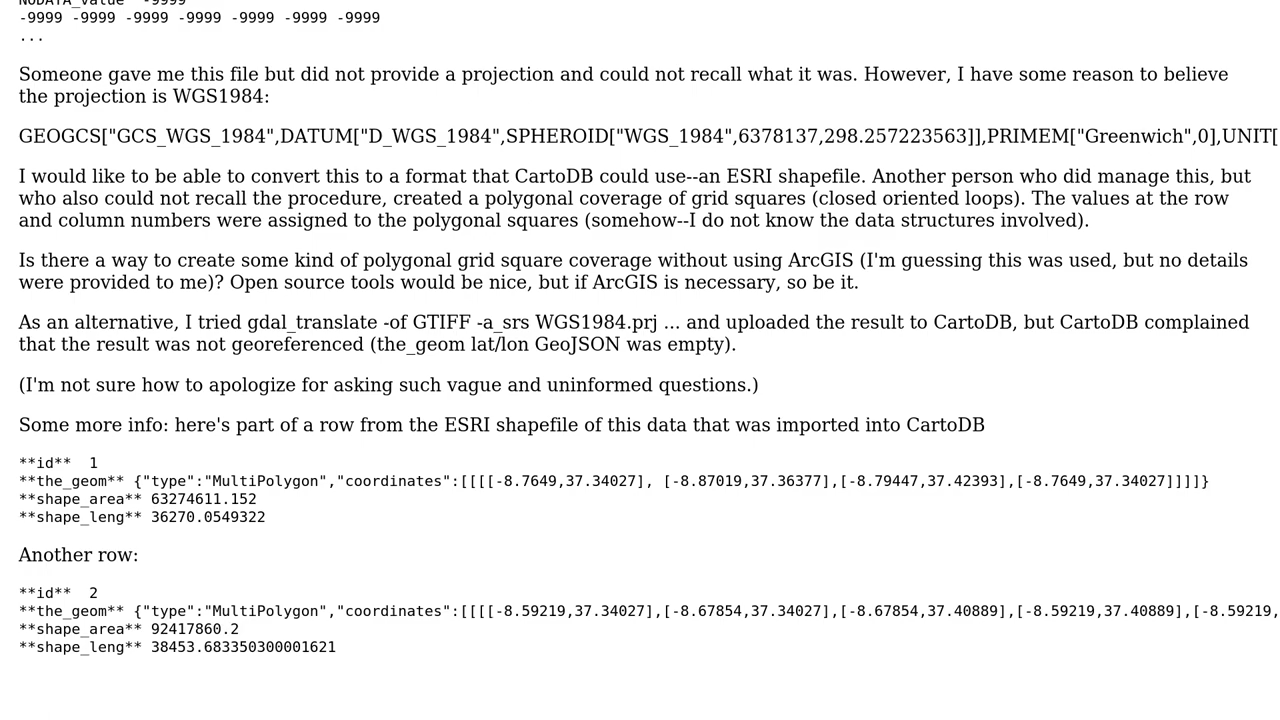 NODATA_value  -9999
-9999 -9999 -9999 -9999 -9999 -9999 -9999
...
Someone gave me this file but did not provide a projection and could not recall what it was. However, I have some reason to believe
the projection is WGS1984:
GEOGCS["GCS_WGS_1984",DATUM["D_WGS_1984",SPHEROID["WGS_1984",6378137,298.257223563]],PRIMEM["Greenwich",0],UNIT[
I would like to be able to convert this to a format that CartoDB could use--an ESRI shapefile. Another person who did manage this, but
who also could not recall the procedure, created a polygonal coverage of grid squares (closed oriented loops). The values at the row
and column numbers were assigned to the polygonal squares (somehow--I do not know the data structures involved).
Is there a way to create some kind of polygonal grid square coverage without using ArcGIS (I'm guessing this was used, but no details
were provided to me)? Open source tools would be nice, but if ArcGIS is necessary, so be it.
As an alternative, I tried gdal_translate -of GTIFF -a_srs WGS1984.prj ... and uploaded the result to CartoDB, but CartoDB complained
that the result was not georeferenced (the_geom lat/lon GeoJSON was empty).
(I'm not sure how to apologize for asking such vague and uninformed questions.)
Some more info: here's part of a row from the ESRI shapefile of this data that was imported into CartoDB
**id**  1
**the_geom** {"type":"MultiPolygon","coordinates":[[[[-8.7649,37.34027], [-8.87019,37.36377],[-8.79447,37.42393],[-8.7649,37.34027]]]]}
**shape_area** 63274611.152
**shape_leng** 36270.0549322
Another row:
**id**  2
**the_geom** {"type":"MultiPolygon","coordinates":[[[[-8.59219,37.34027],[-8.67854,37.34027],[-8.67854,37.40889],[-8.59219,37.40889],[-8.59219,
**shape_area** 92417860.2
**shape_leng** 38453.683350300001621